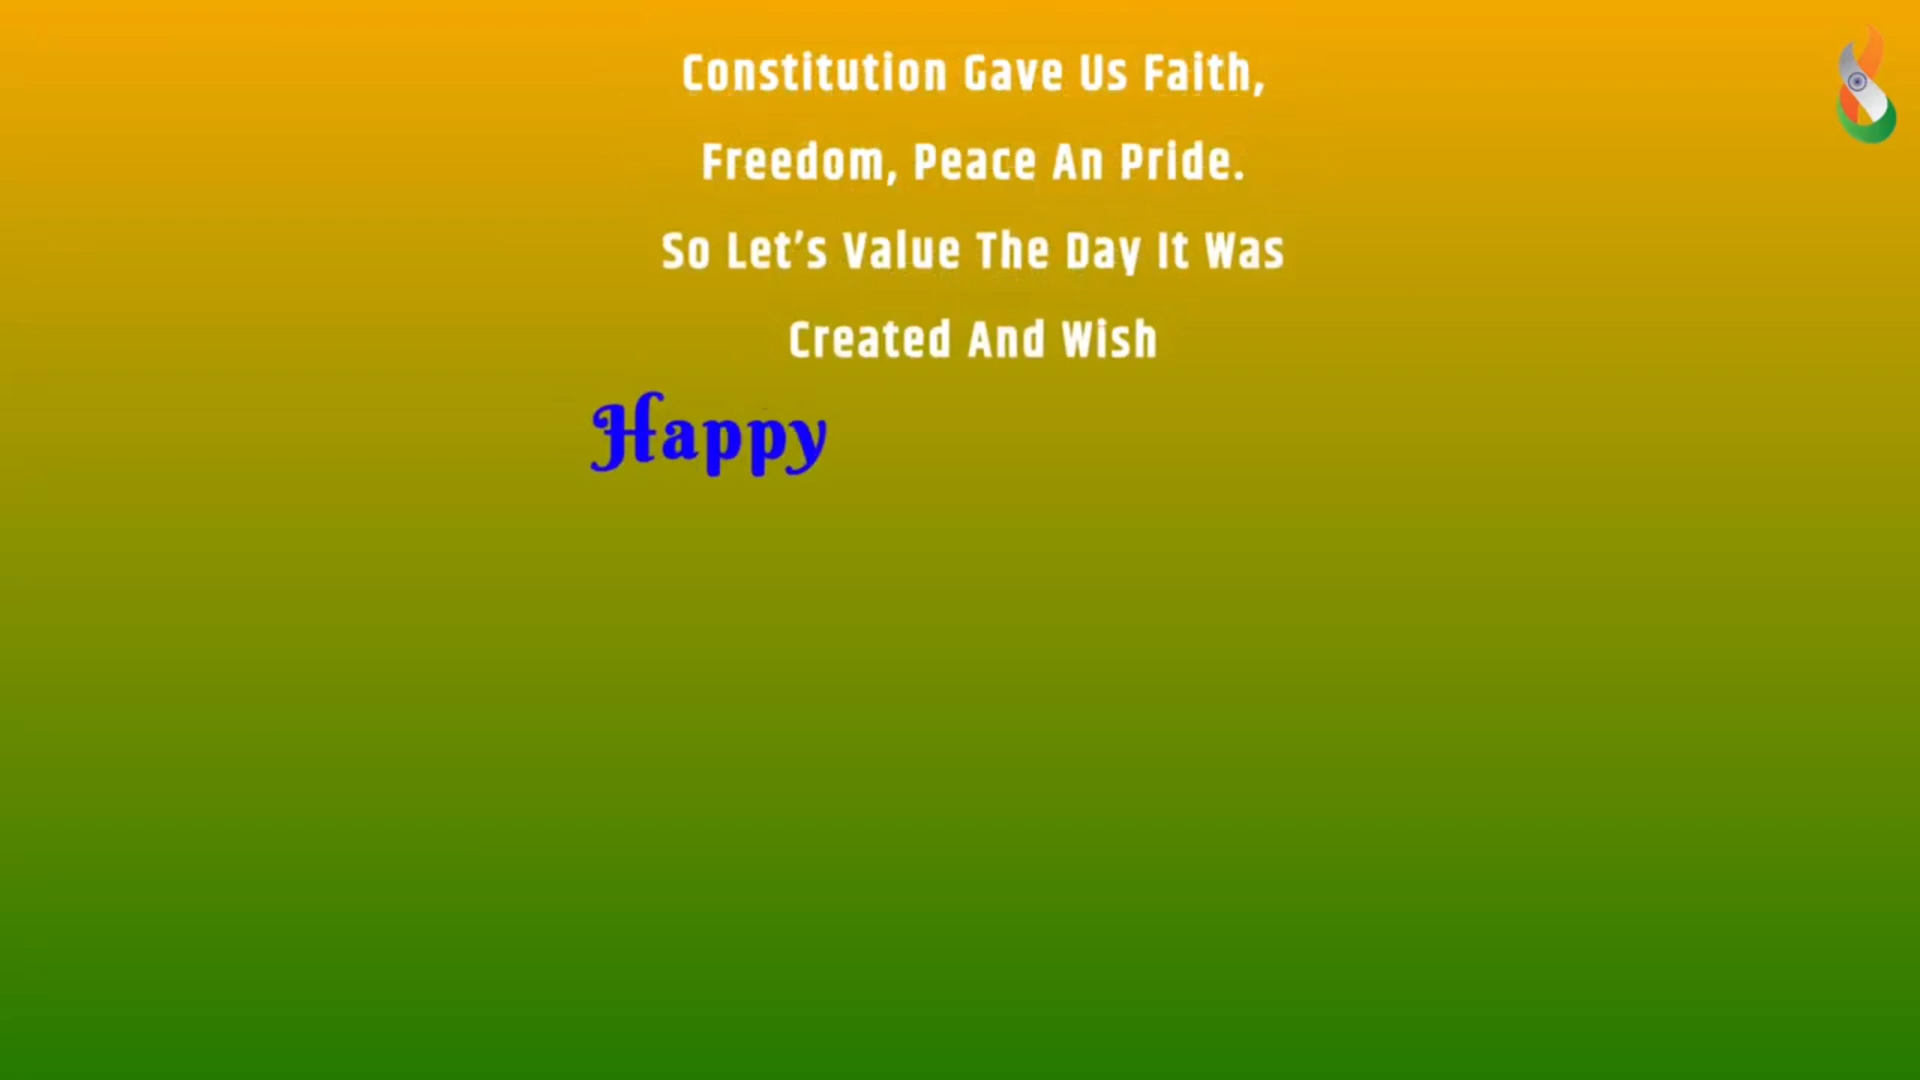 Constitution Gave Us Faith,
Freedom, Peace An Pride.
So Let’s Value The Day It Was
Created And Wish
Happy